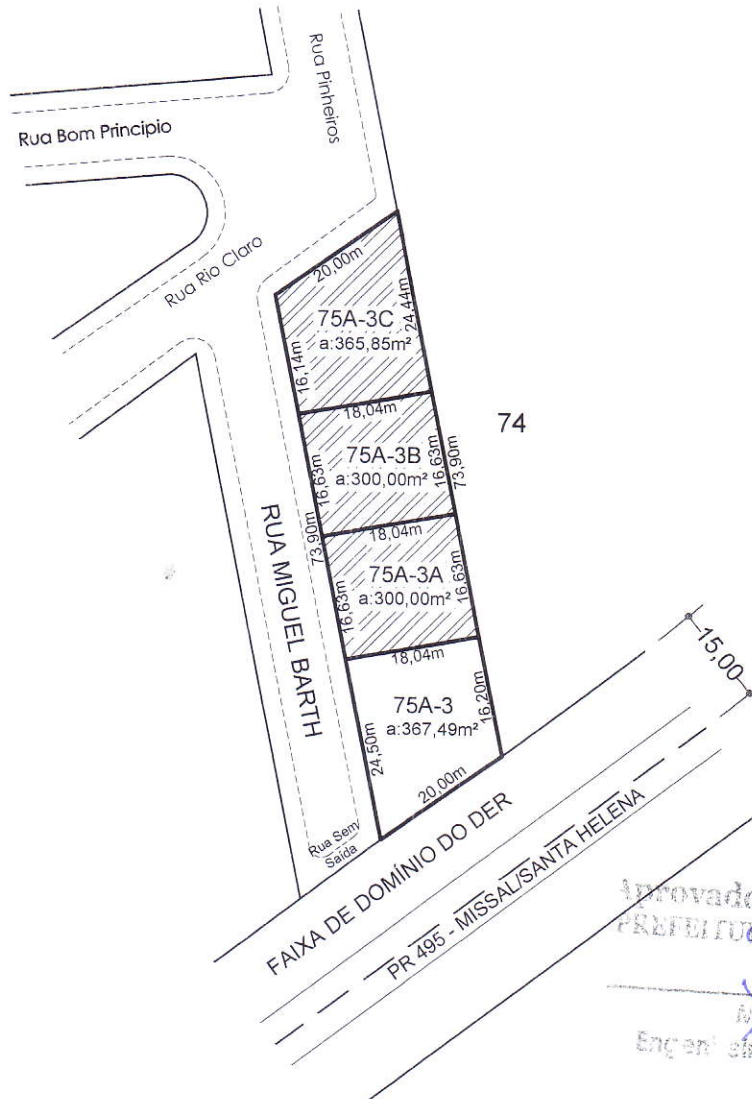 Rua Pinheiros
Rua Bom Principio
Rua Rio Claro
20,00m
75A-3C
a:365,85m²
24,44m
16,14m
18,04m
74
75A-3B
a:300,00m²
16,63m
16,63m
73,90m
73,90m
18,04m
RUA MIGUEL BARTH
75A-3A
a:300,00m²
16,63m
16,63m
18,04m
15,00
75A-3
a:367,49m²
16,20m
24,50m
20,00m
Rua Sem
Saída
FAIXA DE DOMÍNIO DO DER
PR 495 - MISSAL/SANTA HELENA
Aprovado